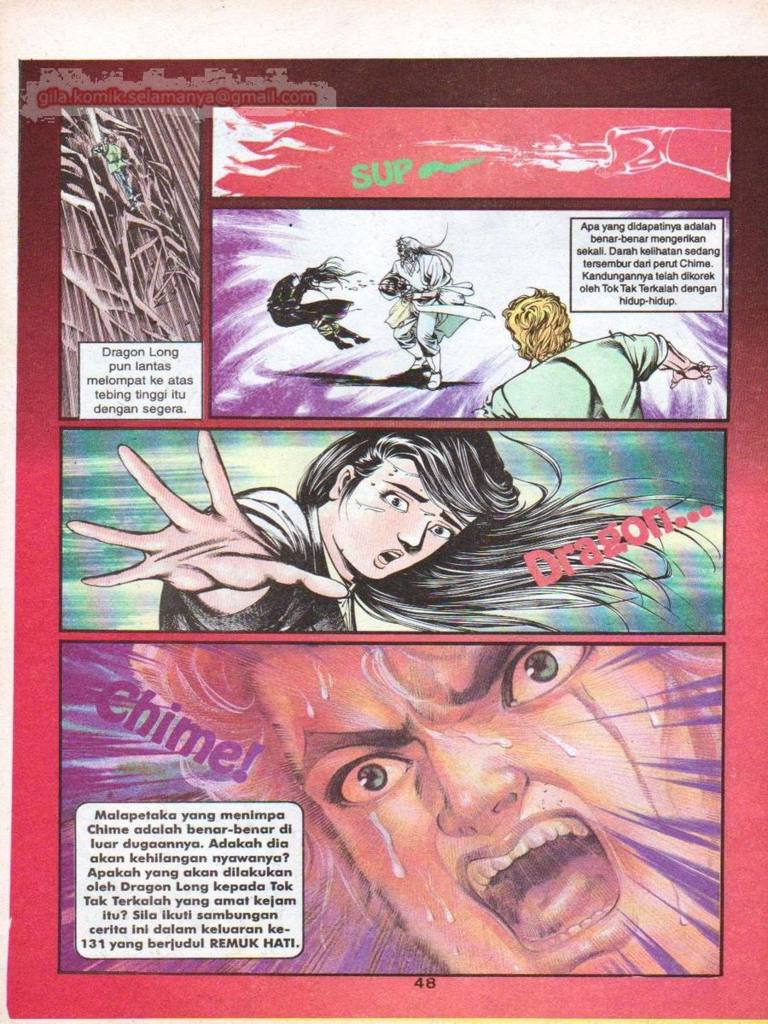 gila.komik.selamanya@gmail.com
SUP
Dragon Long
pun lantas
melompat ke atas
tebing tinggi itu
dengan segera.
Apa yang didapatinya adalah
benar-benar mengerikan
sekali. Darah kelihatan sedang
tersembur dari perut Chime.
Kandungannya telah dikorek
oleh Tok Tak Terkalah dengan
hidup-hidup.
Dragon...
Chime!
Malapetaka yang menimpa
Chime adalah benar-benar di
luar dugaannya. Adakah dia
akan kehilangan nyawanya?
Apakah yang akan dilakukan
oleh Dragon Long kepada Tok
Tak Terkalah yang amat kejam
itu? Sila ikuti sambungan
cerita ini dalam keluaran ke-
131 yang berjudul REMUK HATI.
48